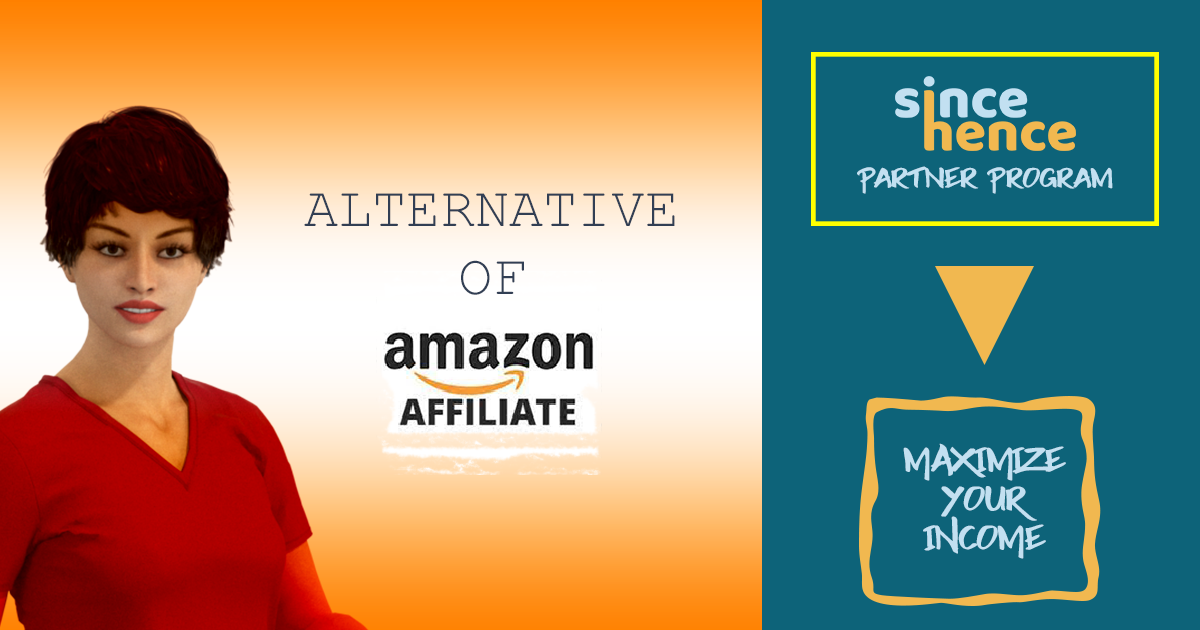 ALTERNATIVE
OF
amazon
AFFILIATE
since
hence
PARTNER PROGRAM
MAXIMIZE
YOUR
INCOME